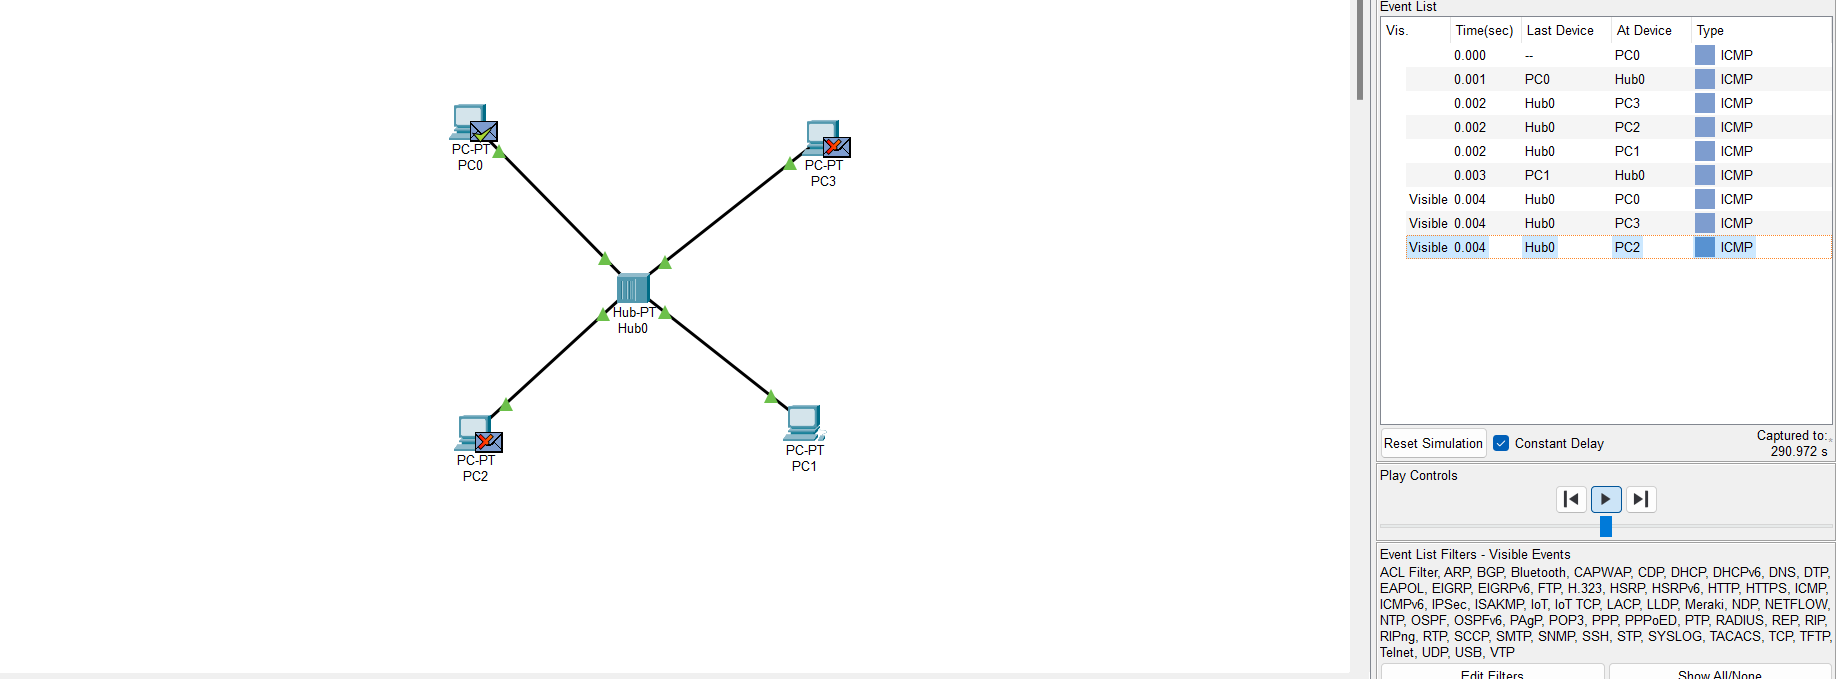 PC-PT
PC0
PC-PT
PC3
Hub-PT
Hub0
PC-PT
PC2
PC-PT
PC1
Event List
Vis. Time(sec) Last Device At Device Type
0.000 -- PC0 ICMP
0.001 PC0 Hub0 ICMP
0.002 Hub0 PC3 ICMP
0.002 Hub0 PC2 ICMP
0.002 Hub0 PC1 ICMP
0.003 PC1 Hub0 ICMP
Visible 0.004 Hub0 PC0 ICMP
Visible 0.004 Hub0 PC3 ICMP
Visible 0.004 Hub0 PC2 ICMP
Reset Simulation Constant Delay Captured to:
290.972 s
Play Controls
Event List Filters - Visible Events
ACL Filter, ARP, BGP, Bluetooth, CAPWAP, CDP, DHCP, DHCPv6, DNS, DTP,
EAPOL, EIGRP, EIGRPv6, FTP, H.323, HSRP, HSRPv6, HTTP, HTTPS, ICMP,
ICMPv6, IPSec, ISAKMP, IoT, IoT TCP, LACP, LLDP, Meraki, NDP, NETFLOW,
NTP, OSPF, OSPFv6, PAgP, POP3, PPP, PPPoED, PTP, RADIUS, REP, RIP,
RIPng, RTP, SCCP, SMTP, SNMP, SSH, STP, SYSLOG, TACACS, TCP, TFTP,
Telnet, UDP, USB, VTP
Edit Filters Show All/None